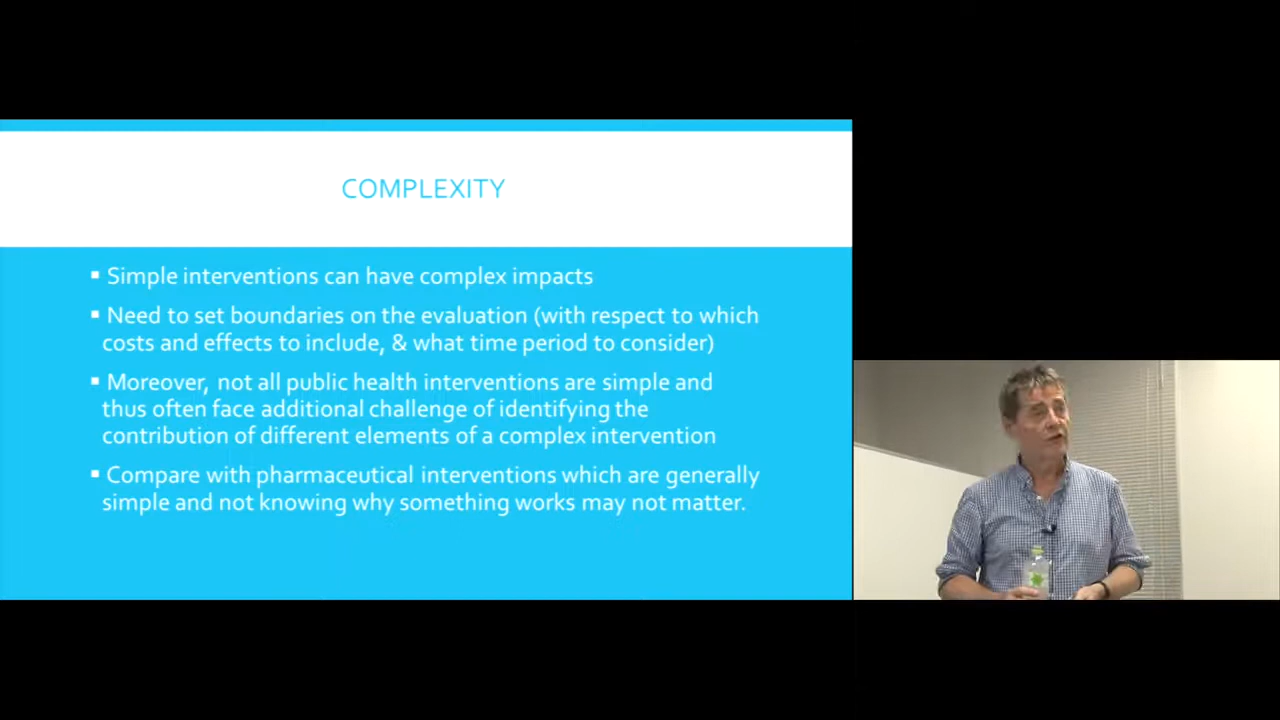 COMPLEXITY
▪ Simple interventions can have complex impacts
▪ Need to set boundaries on the evaluation (with respect to which
costs and effects to include, & what time period to consider)
▪ Moreover, not all public health interventions are simple and
thus often face additional challenge of identifying the
contribution of different elements of a complex intervention
▪ Compare with pharmaceutical interventions which are generally
simple and not knowing why something works may not matter.